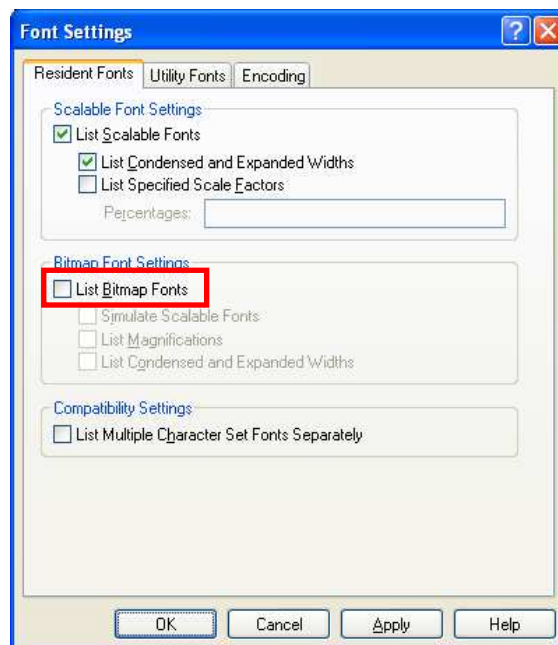 Font Settings
Resident Fonts Utility Fonts Encoding
Scalable Font Settings
List Scalable Fonts
List Condensed and Expanded Widths
List Specified Scale Factors
Percentages:
Bitmap Font Settings
List Bitmap Fonts
Simulate Scalable Fonts
List Magnifications
List Condensed and Expanded Widths
Compatibility Settings
List Multiple Character Set Fonts Separately
OK Cancel Apply Help